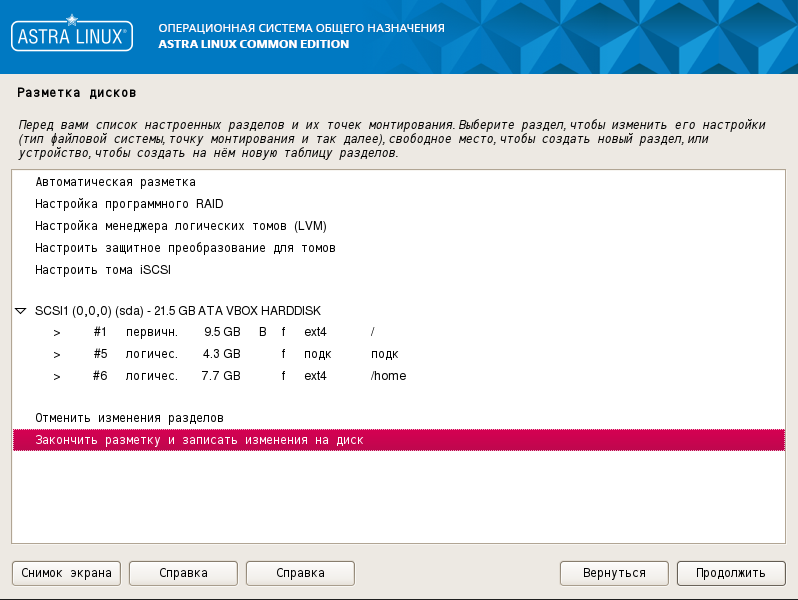 ASTRA LINUX®
ОПЕРАЦИОННАЯ СИСТЕМА ОБЩЕГО НАЗНАЧЕНИЯ
ASTRA LINUX COMMON EDITION
Разметка дисков
Перед вами список настроенных разделов и их точек монтирования. Выберите раздел, чтобы изменить его настройки
(тип файловой системы, точку монтирования и так далее), свободное место, чтобы создать новый раздел, или
устройство, чтобы создать на нём новую таблицу разделов.
Автоматическая разметка
Настройка программного RAID
Настройка менеджера логических томов (LVM)
Настроить защитное преобразование для томов
Настроить тома iSCSI
SCSI1 (0,0,0) (sda) - 21.5 GB ATA VBOX HARDDISK
> #1 первичн. 9.5 GB B f ext4 /
> #5 логичес. 4.3 GB f подк подк
> #6 логичес. 7.7 GB f ext4 /home
Отменить изменения разделов
Закончить разметку и записать изменения на диск
Снимок экрана Справка Справка Вернуться Продолжить